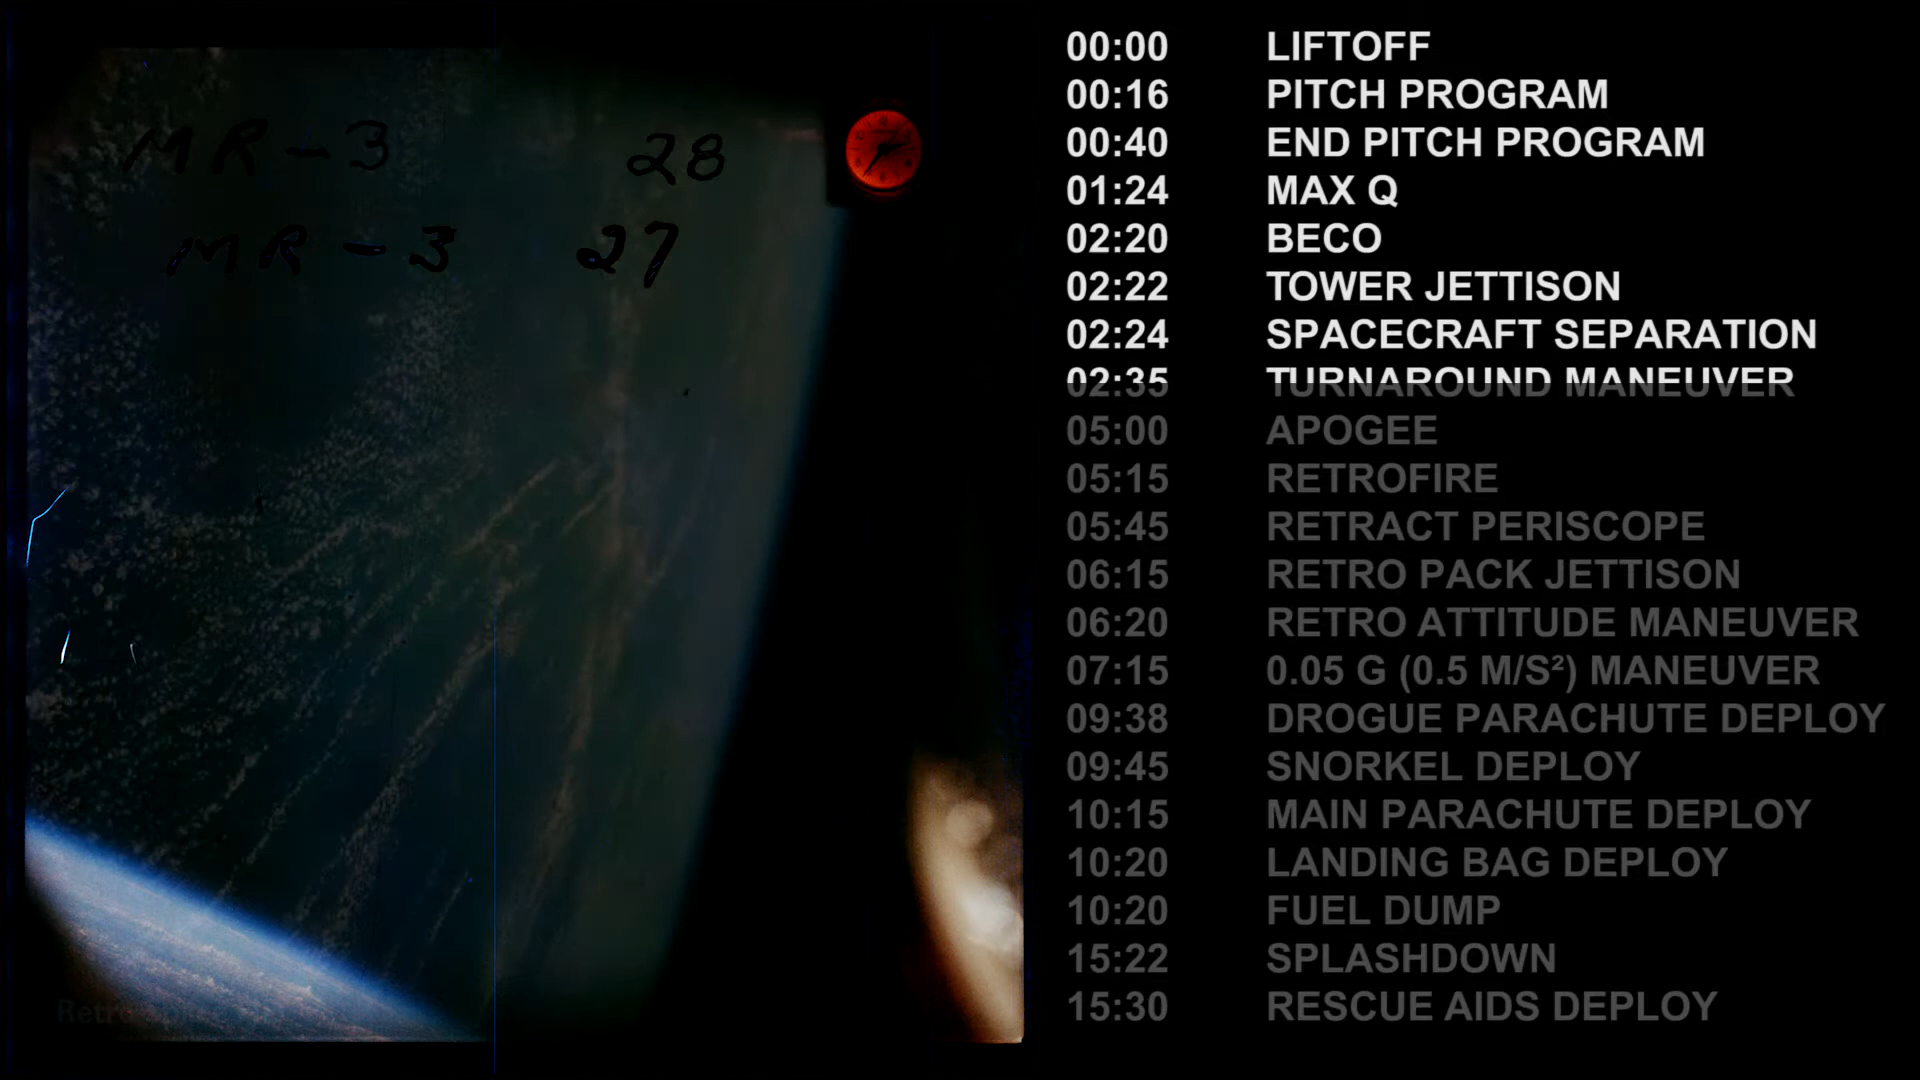 MR-3 28
MR-3 27
00:00 LIFTOFF
00:16 PITCH PROGRAM
00:40 END PITCH PROGRAM
01:24 MAX Q
02:20 BECO
02:22 TOWER JETTISON
02:24 SPACECRAFT SEPARATION
02:35 TURNAROUND MANEUVER
05:00 APOGEE
05:15 RETROFIRE
05:45 RETRACT PERISCOPE
06:15 RETRO PACK JETTISON
06:20 RETRO ATTITUDE MANEUVER
07:15 0.05 G (0.5 M/S²) MANEUVER
09:38 DROGUE PARACHUTE DEPLOY
09:45 SNORKEL DEPLOY
10:15 MAIN PARACHUTE DEPLOY
10:20 LANDING BAG DEPLOY
10:20 FUEL DUMP
15:22 SPLASHDOWN
15:30 RESCUE AIDS DEPLOY